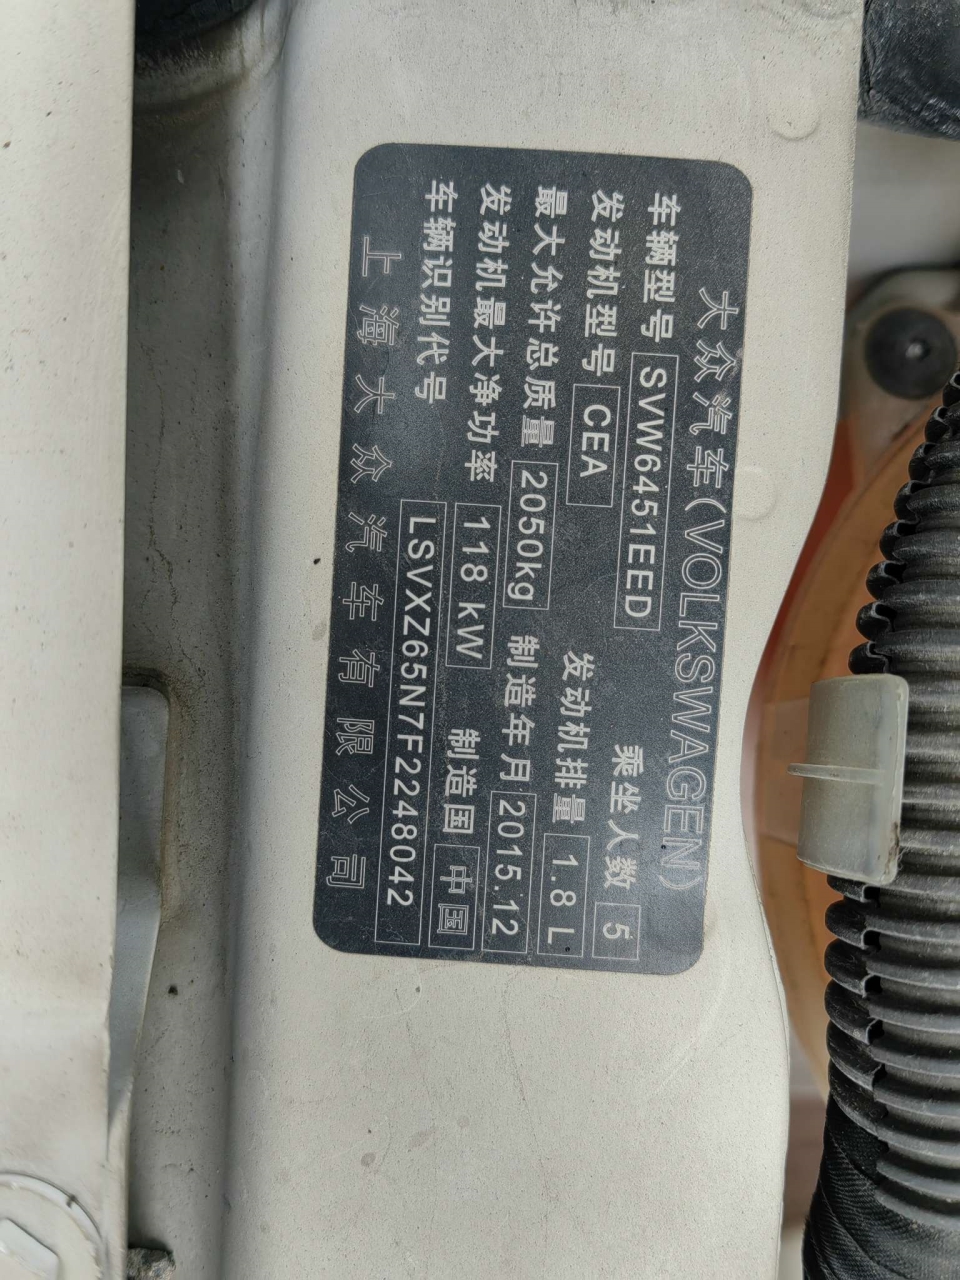 大众汽车(VOLKSWAGEN)
车辆型号 SVW6451EED 乘坐人数 5
发动机型号 CEA 发动机排量 1.8 L
最大允许总质量 2050kg 制造年月 2015.12
发动机最大净功率 118 kW 制造国 中国
车辆识别代号 LSVXZ65N7F2248042
上海大众汽车有限公司